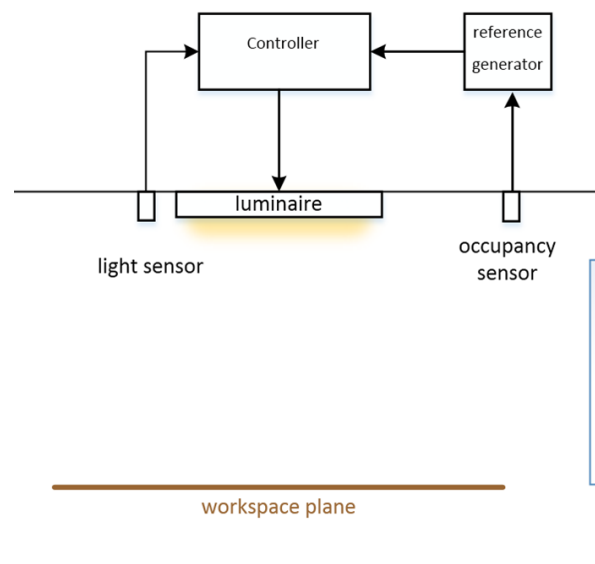 Controller
reference
generator
luminaire
light sensor
occupancy
sensor
workspace plane